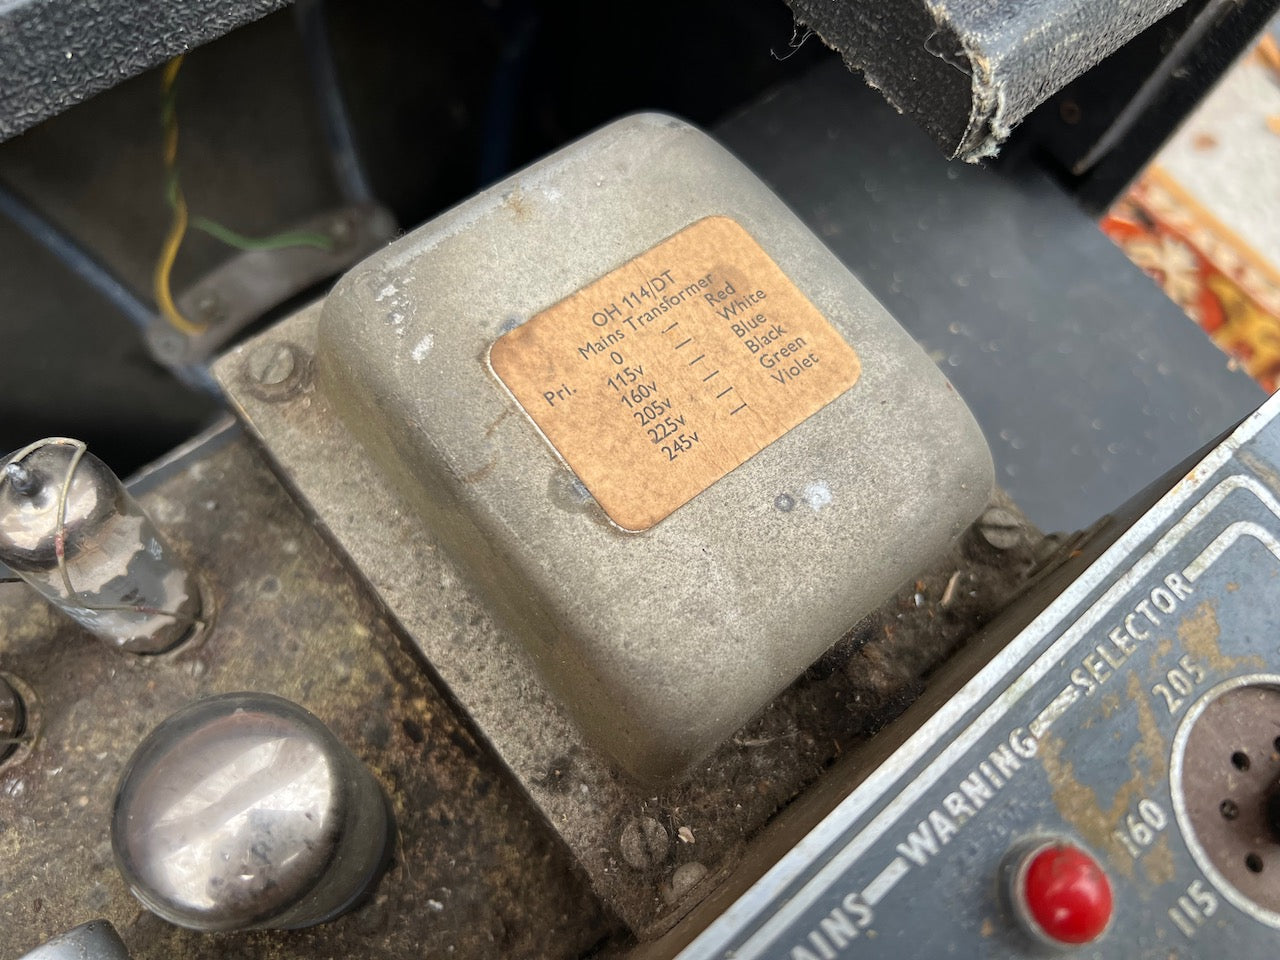 OH 114/DT
Mains Transformer
Pri. 0 — Red
115v — White
160v — Blue
205v — Black
225v — Green
245v — Violet
AINS WARNING SELECTOR
205
160
115